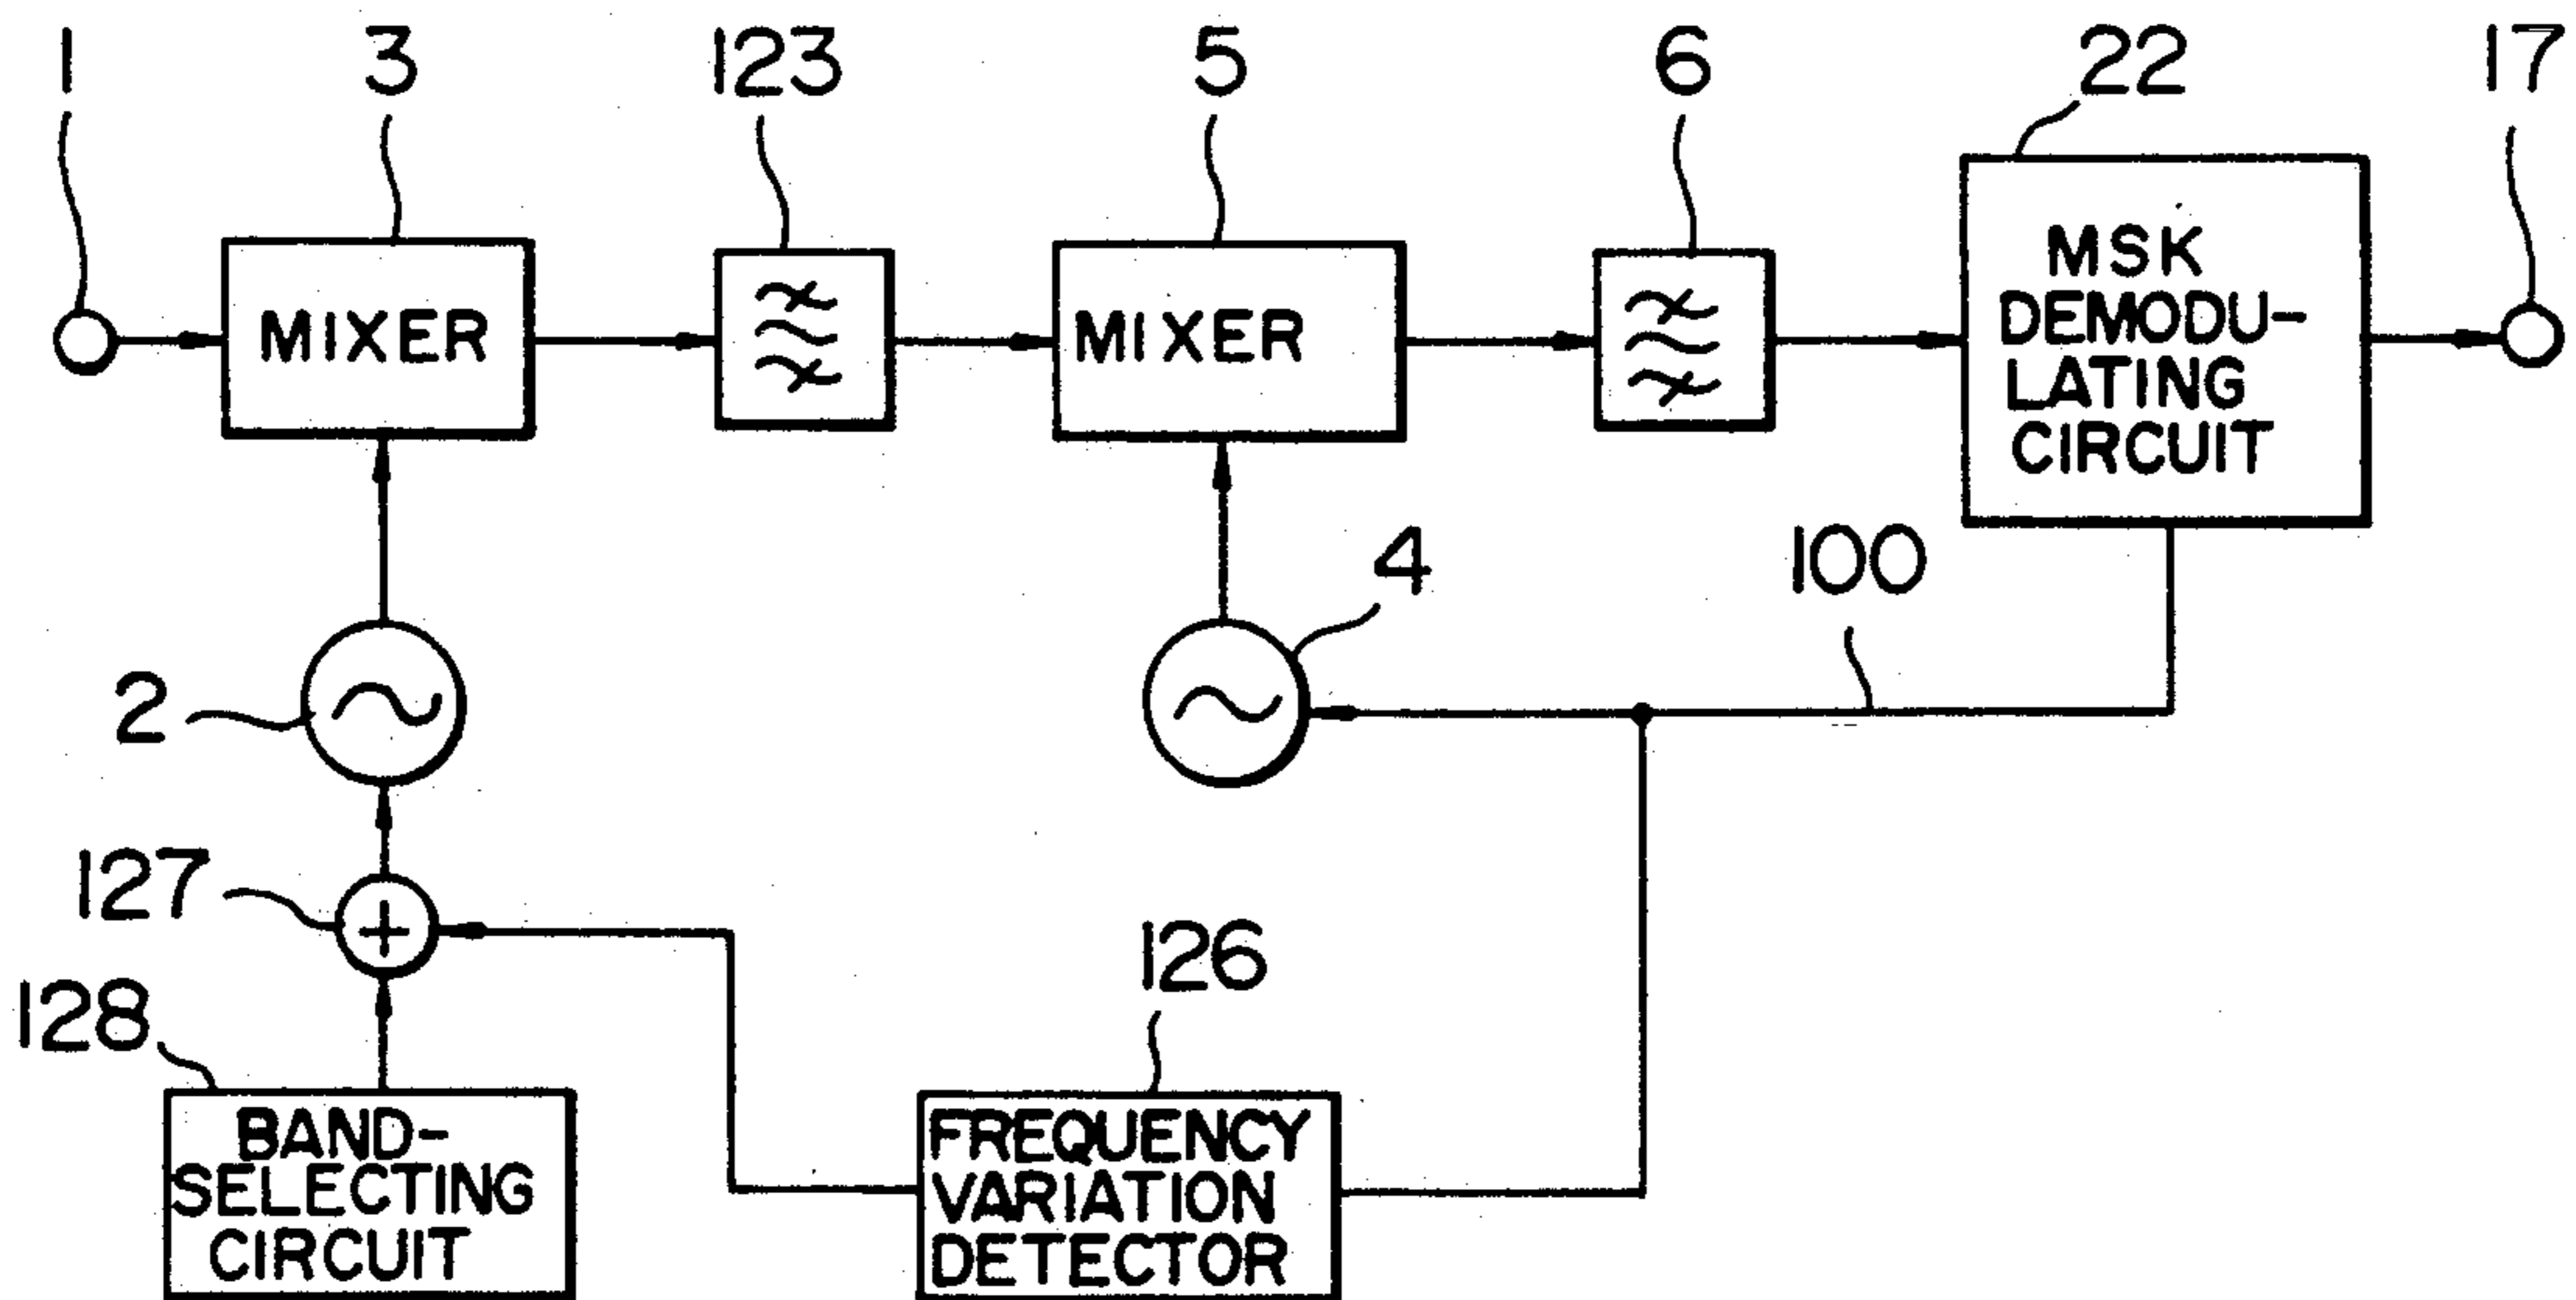 1 3 123 5 6 22 17
MIXER
MIXER
MSK
DEMODU-
LATING
CIRCUIT
100
4
2
127
126
128
BAND-
SELECTING
CIRCUIT
FREQUENCY
VARIATION
DETECTOR